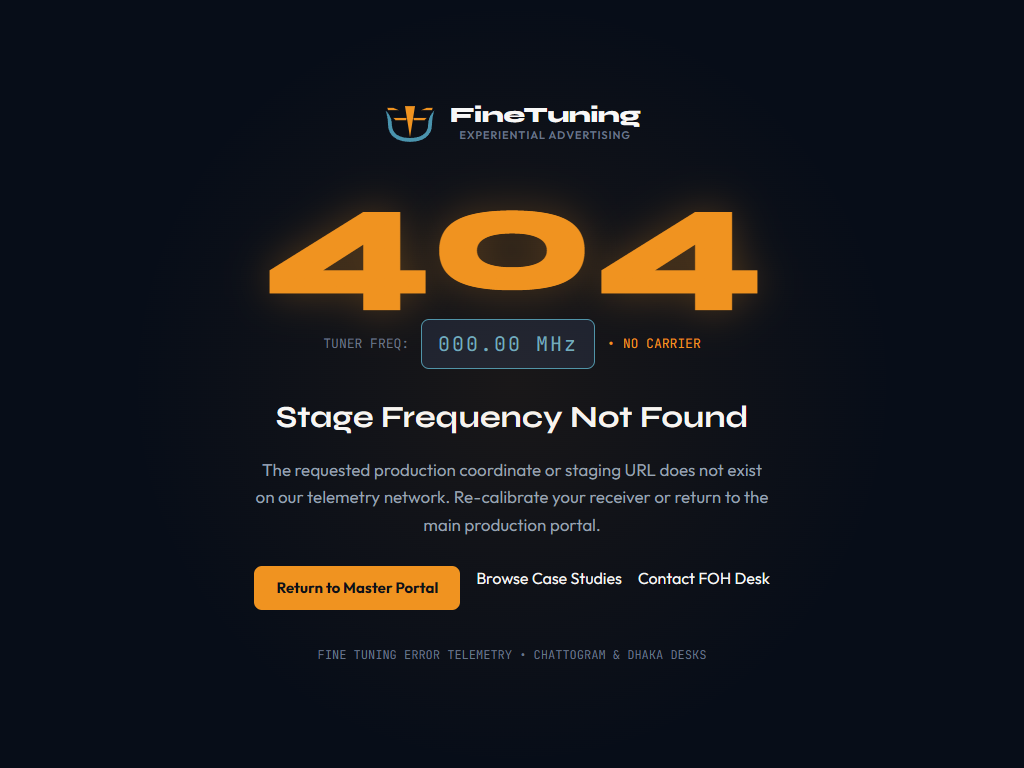 FineTuning
EXPERIENTIAL ADVERTISING
404
TUNER FREQ: 000.00 MHz • NO CARRIER
Stage Frequency Not Found
The requested production coordinate or staging URL does not exist
on our telemetry network. Re-calibrate your receiver or return to the
main production portal.
Return to Master Portal Browse Case Studies Contact FOH Desk
FINE TUNING ERROR TELEMETRY • CHATTOGRAM & DHAKA DESKS